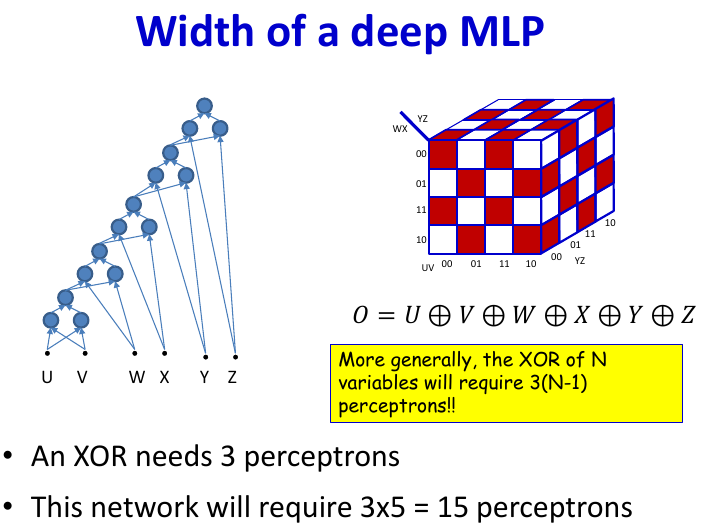 Width of a deep MLP
YZ
WX
00
01
11
10
10
11
01
00
YZ
UV
00
01
11
10
U V W X Y Z
O = U ⊕ V ⊕ W ⊕ X ⊕ Y ⊕ Z
More generally, the XOR of N
variables will require 3(N-1)
perceptrons!!
• An XOR needs 3 perceptrons
• This network will require 3x5 = 15 perceptrons